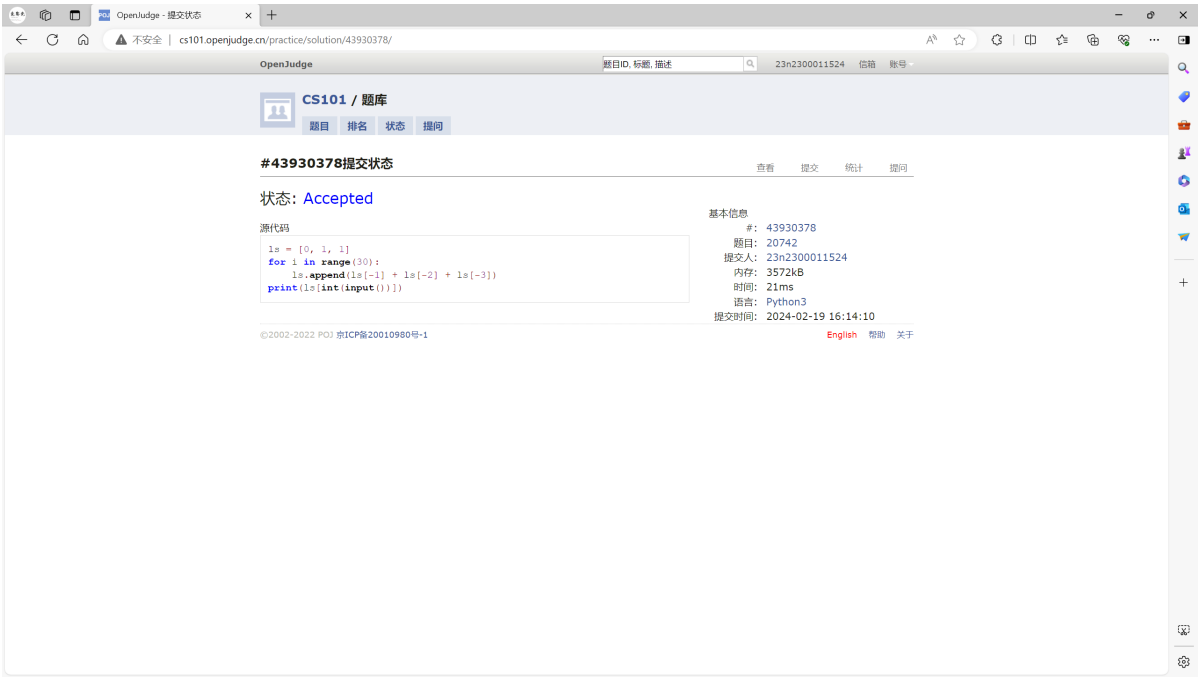 OpenJudge - 提交状态
不安全 | cs101.openjudge.cn/practice/solution/43930378/
OpenJudge 题目ID, 标题, 描述 23n2300011524 信箱 账号
CS101 / 题库
题目 排名 状态 提问
#43930378提交状态 查看 提交 统计 提问
状态: Accepted
源代码
ls = [0, 1, 1]
for i in range(30):
    ls.append(ls[-1] + ls[-2] + ls[-3])
print(ls[int(input())])
基本信息
#: 43930378
题目: 20742
提交人: 23n2300011524
内存: 3572kB
时间: 21ms
语言: Python3
提交时间: 2024-02-19 16:14:10
©2002-2022 POJ 京ICP备20010980号-1 English 帮助 关于